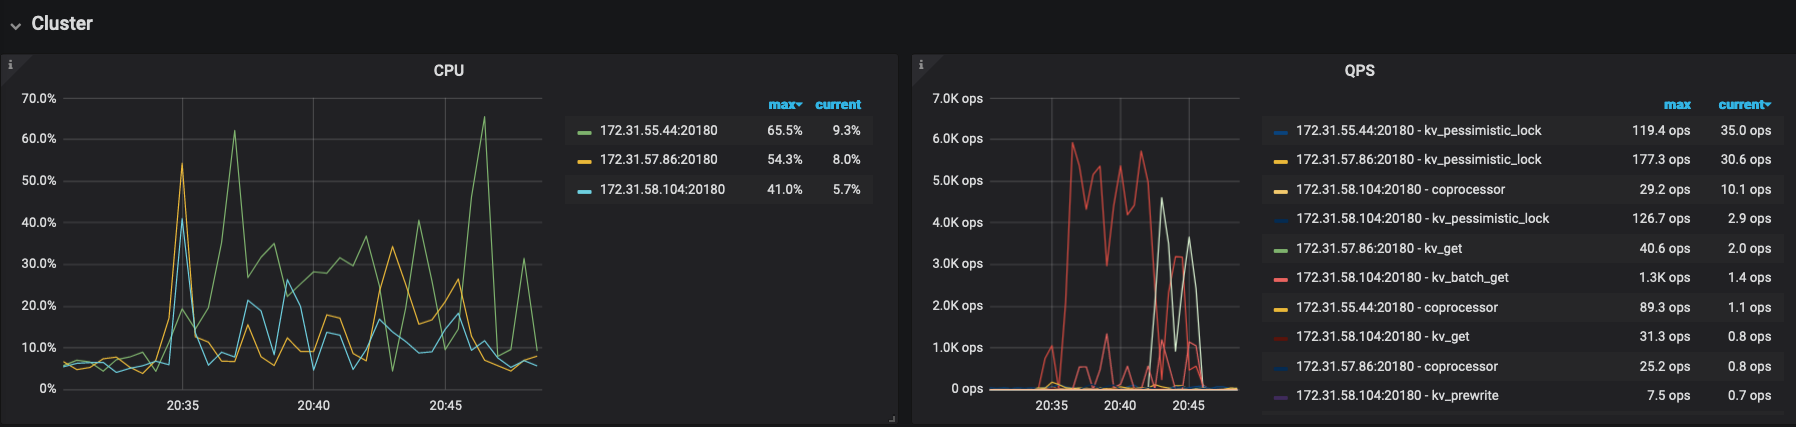 Cluster
CPU
70.0%
60.0%
50.0%
40.0%
30.0%
20.0%
10.0%
0%
20:35 20:40 20:45
max current
172.31.55.44:20180 65.5% 9.3%
172.31.57.86:20180 54.3% 8.0%
172.31.58.104:20180 41.0% 5.7%
QPS
7.0K ops
6.0K ops
5.0K ops
4.0K ops
3.0K ops
2.0K ops
1.0K ops
0 ops
20:35 20:40 20:45
max current
172.31.55.44:20180 - kv_pessimistic_lock 119.4 ops 35.0 ops
172.31.57.86:20180 - kv_pessimistic_lock 177.3 ops 30.6 ops
172.31.58.104:20180 - coprocessor 29.2 ops 10.1 ops
172.31.58.104:20180 - kv_pessimistic_lock 126.7 ops 2.9 ops
172.31.57.86:20180 - kv_get 40.6 ops 2.0 ops
172.31.58.104:20180 - kv_batch_get 1.3K ops 1.4 ops
172.31.55.44:20180 - coprocessor 89.3 ops 1.1 ops
172.31.58.104:20180 - kv_get 31.3 ops 0.8 ops
172.31.57.86:20180 - coprocessor 25.2 ops 0.8 ops
172.31.58.104:20180 - kv_prewrite 7.5 ops 0.7 ops